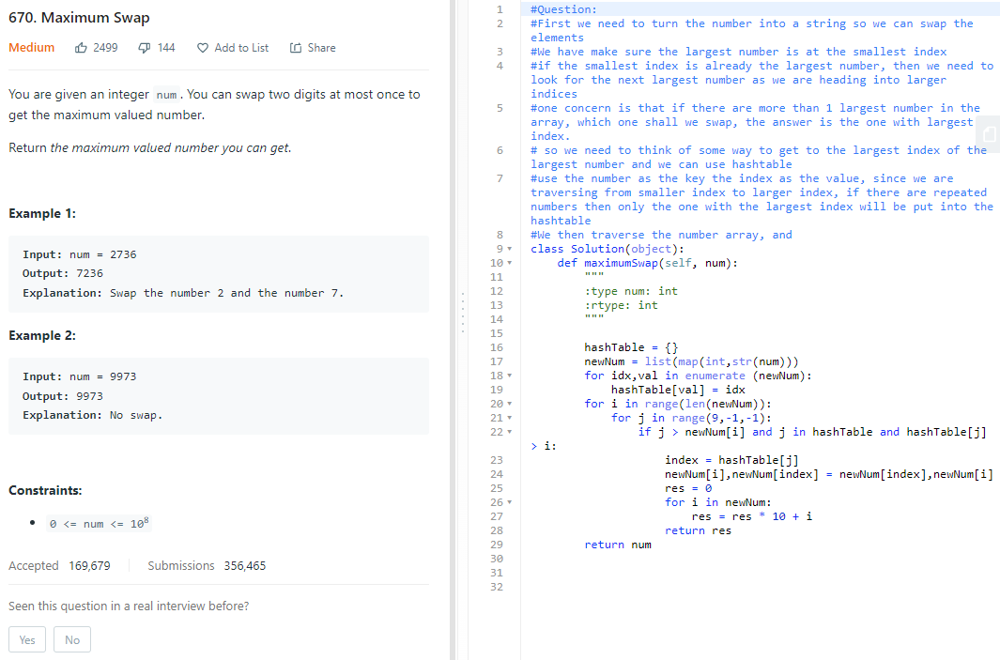 670. Maximum Swap
Medium 2499 144 Add to List Share
You are given an integer num. You can swap two digits at most once to
get the maximum valued number.
Return the maximum valued number you can get.
Example 1:
Input: num = 2736
Output: 7236
Explanation: Swap the number 2 and the number 7.
Example 2:
Input: num = 9973
Output: 9973
Explanation: No swap.
Constraints:
• 0 <= num <= 10⁸
Accepted 169,679 Submissions 356,465
Seen this question in a real interview before?
Yes No
1 #Question:
2 #First we need to turn the number into a string so we can swap the
elements
3 #We have make sure the largest number is at the smallest index
4 #if the smallest index is already the largest number, then we need to
look for the next largest number as we are heading into larger
indices
5 #one concern is that if there are more than 1 largest number in the
array, which one shall we swap, the answer is the one with largest
index.
6 # so we need to think of some way to get to the largest index of the
largest number and we can use hashtable
7 #use the number as the key the index as the value, since we are
traversing from smaller index to larger index, if there are repeated
numbers then only the one with the largest index will be put into the
hashtable
8 #We then traverse the number array, and
9 class Solution(object):
10     def maximumSwap(self, num):
11         """
12         :type num: int
13         :rtype: int
14         """
15
16         hashTable = {}
17         newNum = list(map(int,str(num)))
18         for idx,val in enumerate (newNum):
19             hashTable[val] = idx
20         for i in range(len(newNum)):
21             for j in range(9,-1,-1):
22                 if j > newNum[i] and j in hashTable and hashTable[j]
> i:
23                     index = hashTable[j]
24                     newNum[i],newNum[index] = newNum[index],newNum[i]
25                     res = 0
26                     for i in newNum:
27                         res = res * 10 + i
28                     return res
29         return num
30
31
32